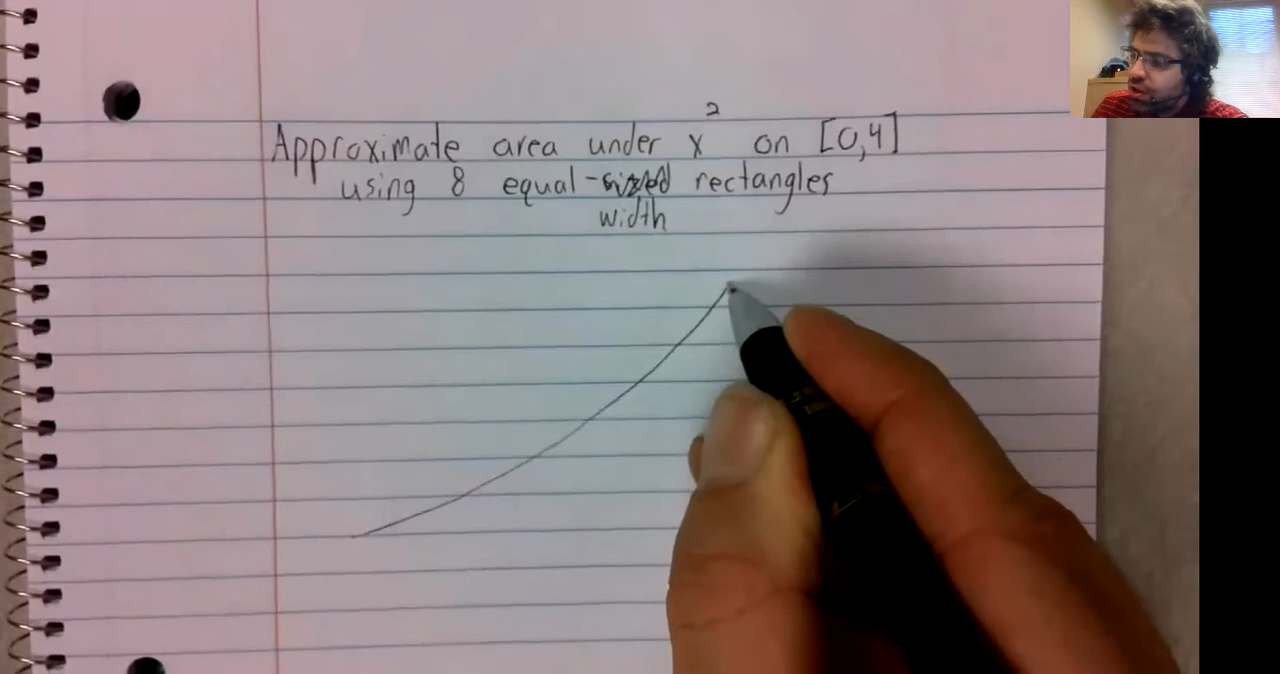 Approximate area under x² on [0,4]
using 8 equal-sized rectangles
width